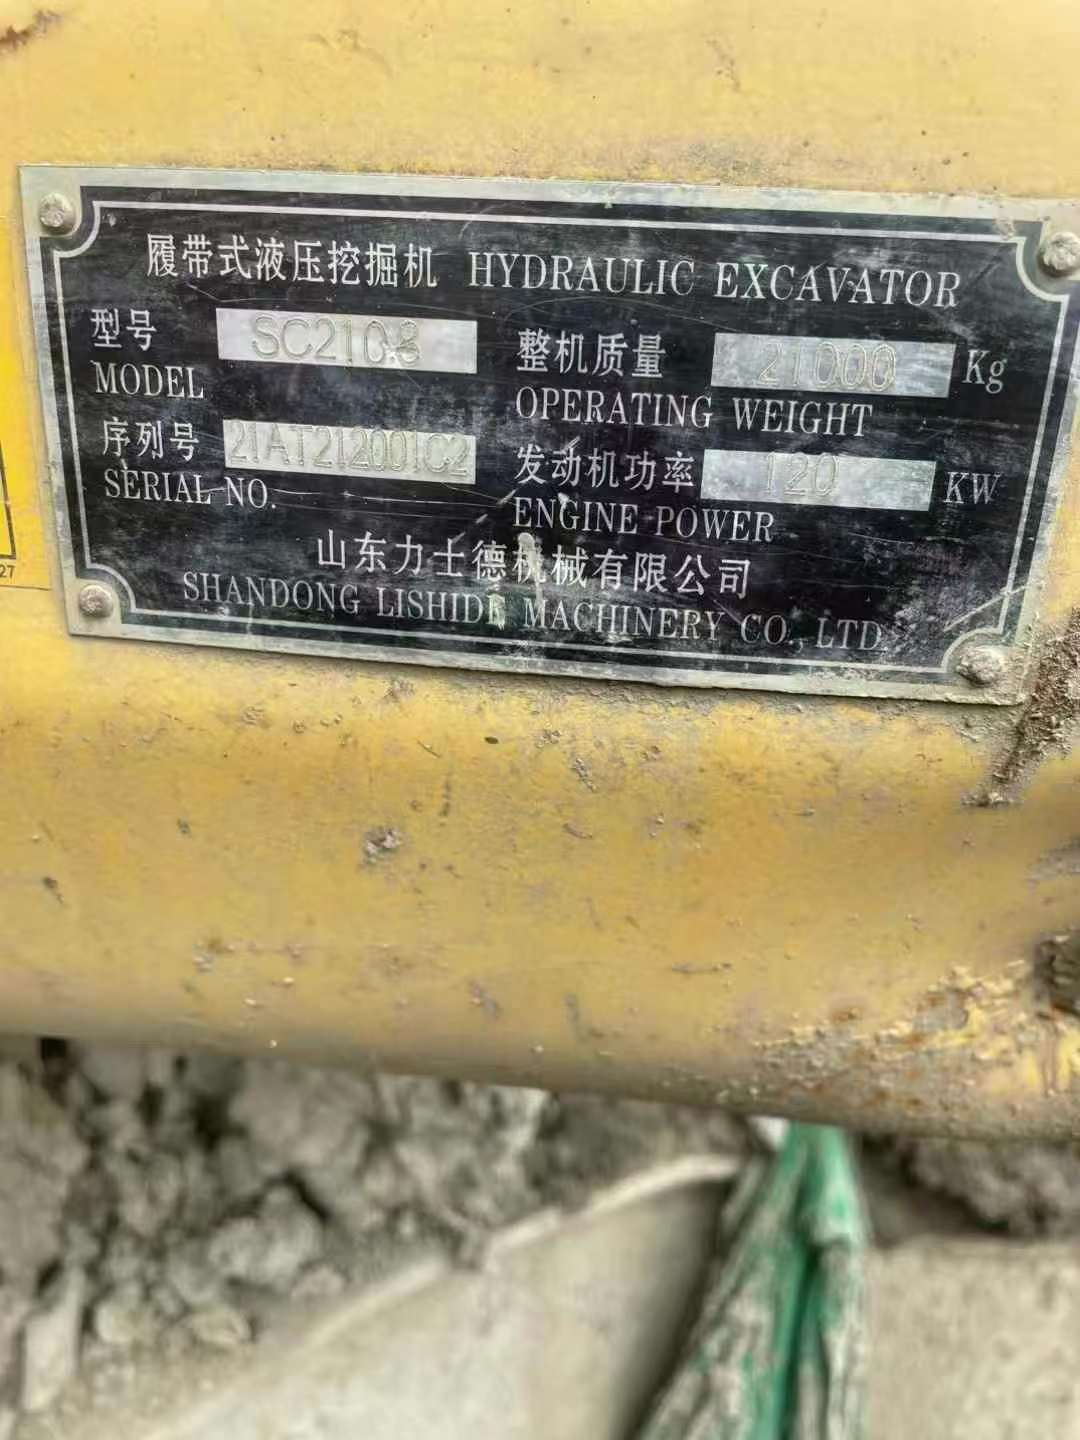 履带式液压挖掘机 HYDRAULIC EXCAVATOR
型号 SC210.8
MODEL
整机质量 21000 Kg
OPERATING WEIGHT
序列号 21AT212001C2
SERIAL NO.
发动机功率 120 KW
ENGINE POWER
山东力士德机械有限公司
SHANDONG LISHIDE MACHINERY CO., LTD.
27